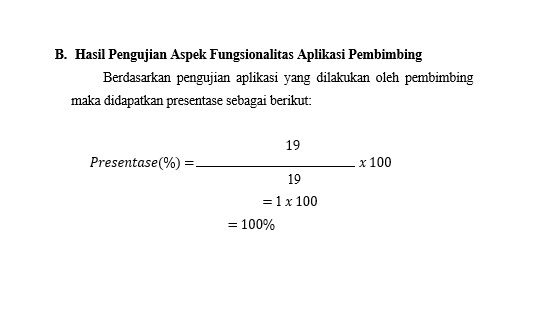 B. Hasil Pengujian Aspek Fungsionalitas Aplikasi Pembimbing
Berdasarkan pengujian aplikasi yang dilakukan oleh pembimbing
maka didapatkan presentase sebagai berikut:
19
Presentase(%) = x 100
19
= 1 x 100
= 100%